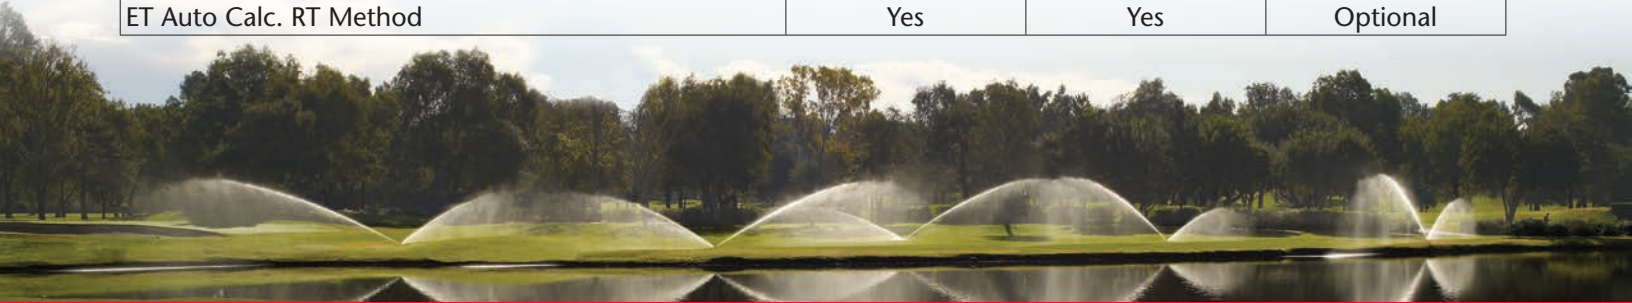 ET Auto Calc. RT Method Yes Yes Optional